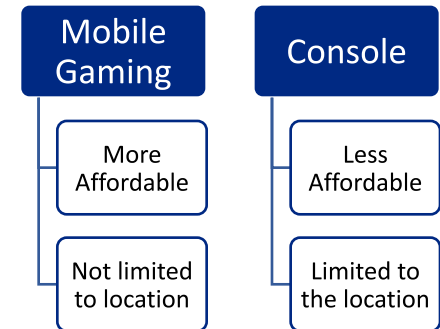 Mobile
Gaming
More
Affordable
Not limited
to location
Console
Less
Affordable
Limited to
the location